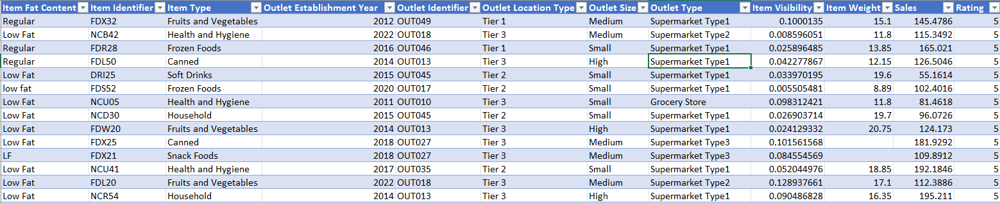 Item Fat Content Item Identifier Item Type Outlet Establishment Year Outlet Identifier Outlet Location Type Outlet Size Outlet Type Item Visibility Item Weight Sales Rating
Regular FDX32 Fruits and Vegetables 2012 OUT049 Tier 1 Medium Supermarket Type1 0.1000135 15.1 145.4786 5
Low Fat NCB42 Health and Hygiene 2022 OUT018 Tier 3 Medium Supermarket Type2 0.008596051 11.8 115.3492 5
Regular FDR28 Frozen Foods 2016 OUT046 Tier 1 Small Supermarket Type1 0.025896485 13.85 165.021 5
Regular FDL50 Canned 2014 OUT013 Tier 3 High Supermarket Type1 0.042277867 12.15 126.5046 5
Low Fat DRI25 Soft Drinks 2015 OUT045 Tier 2 Small Supermarket Type1 0.033970195 19.6 55.1614 5
low fat FDS52 Frozen Foods 2020 OUT017 Tier 2 Small Supermarket Type1 0.005505481 8.89 102.4016 5
Low Fat NCU05 Health and Hygiene 2011 OUT010 Tier 3 Small Grocery Store 0.098312421 11.8 81.4618 5
Low Fat NCD30 Household 2015 OUT045 Tier 2 Small Supermarket Type1 0.026903714 19.7 96.0726 5
Low Fat FDW20 Fruits and Vegetables 2014 OUT013 Tier 3 High Supermarket Type1 0.024129332 20.75 124.173 5
Low Fat FDX25 Canned 2018 OUT027 Tier 3 Medium Supermarket Type3 0.101561568 181.9292 5
LF FDX21 Snack Foods 2018 OUT027 Tier 3 Medium Supermarket Type3 0.084554569 109.8912 5
Low Fat NCU41 Health and Hygiene 2017 OUT035 Tier 2 Small Supermarket Type1 0.052044976 18.85 192.1846 5
Low Fat FDL20 Fruits and Vegetables 2022 OUT018 Tier 3 Medium Supermarket Type2 0.128937661 17.1 112.3886 5
Low Fat NCR54 Household 2014 OUT013 Tier 3 High Supermarket Type1 0.090486828 16.35 195.211 5